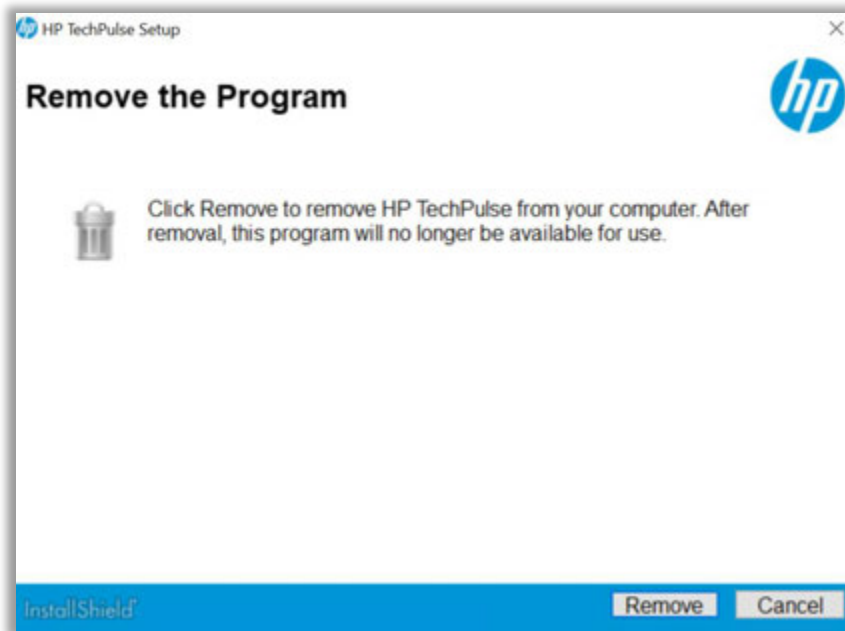 HP TechPulse Setup
Remove the Program
hp
Click Remove to remove HP TechPulse from your computer. After
removal, this program will no longer be available for use.
InstallShield
Remove
Cancel